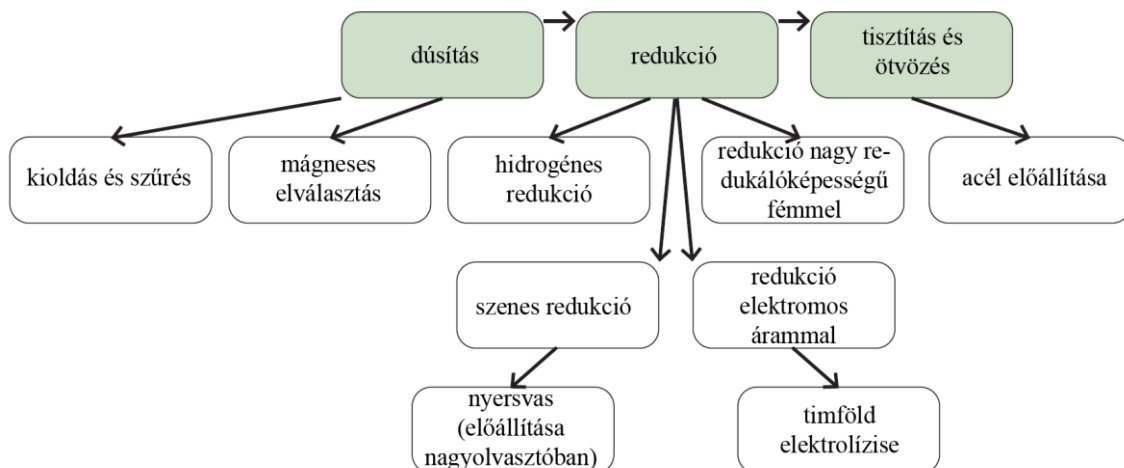 dúsítás
redukció
tisztítás és
ötvözés
kioldás és szűrés
mágneses
elválasztás
hidrogénes
redukció
redukció nagy re-
dukálóképességű
fémmel
acél előállítása
szenes redukció
redukció
elektromos
árammal
nyersvas
(előállítása
nagyolvasztóban)
timföld
elektrolízise